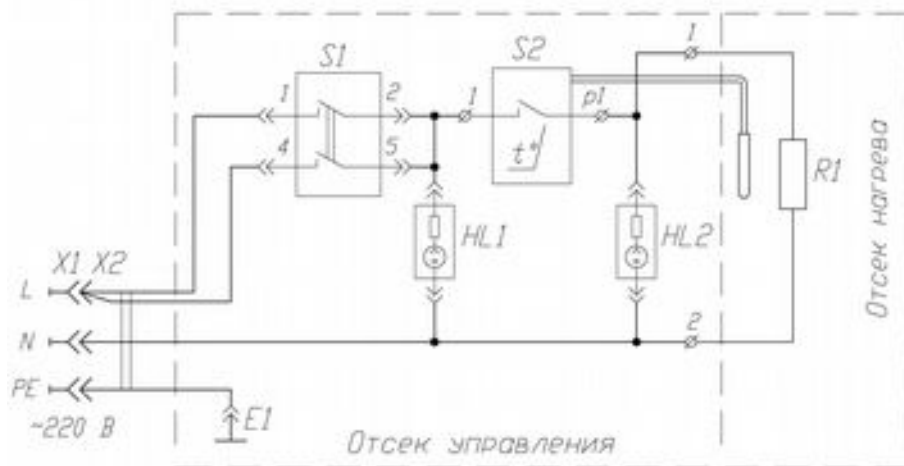 S1
S2
1
1
2
1
p1
t°
4
5
R1
HL1
HL2
Отсек нагрева
X1 X2
L
N
2
PE
~220 В
E1
Отсек управления